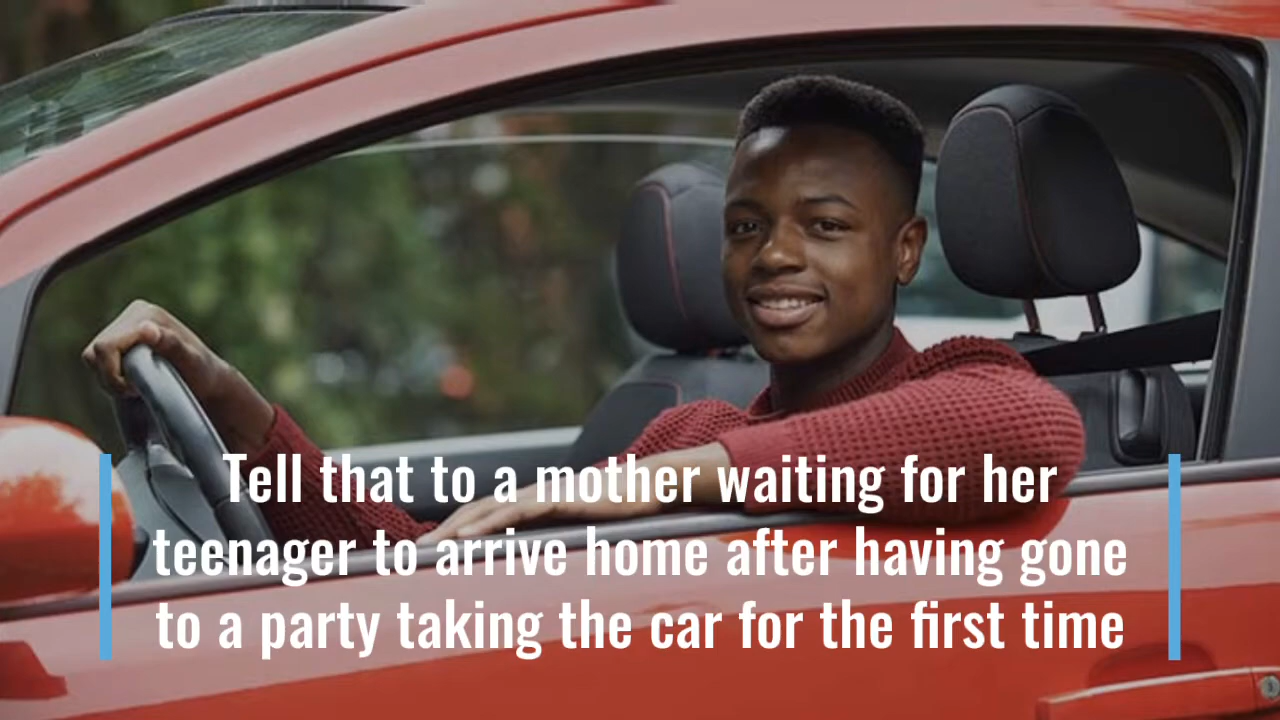 Tell that to a mother waiting for her
teenager to arrive home after having gone
to a party taking the car for the first time